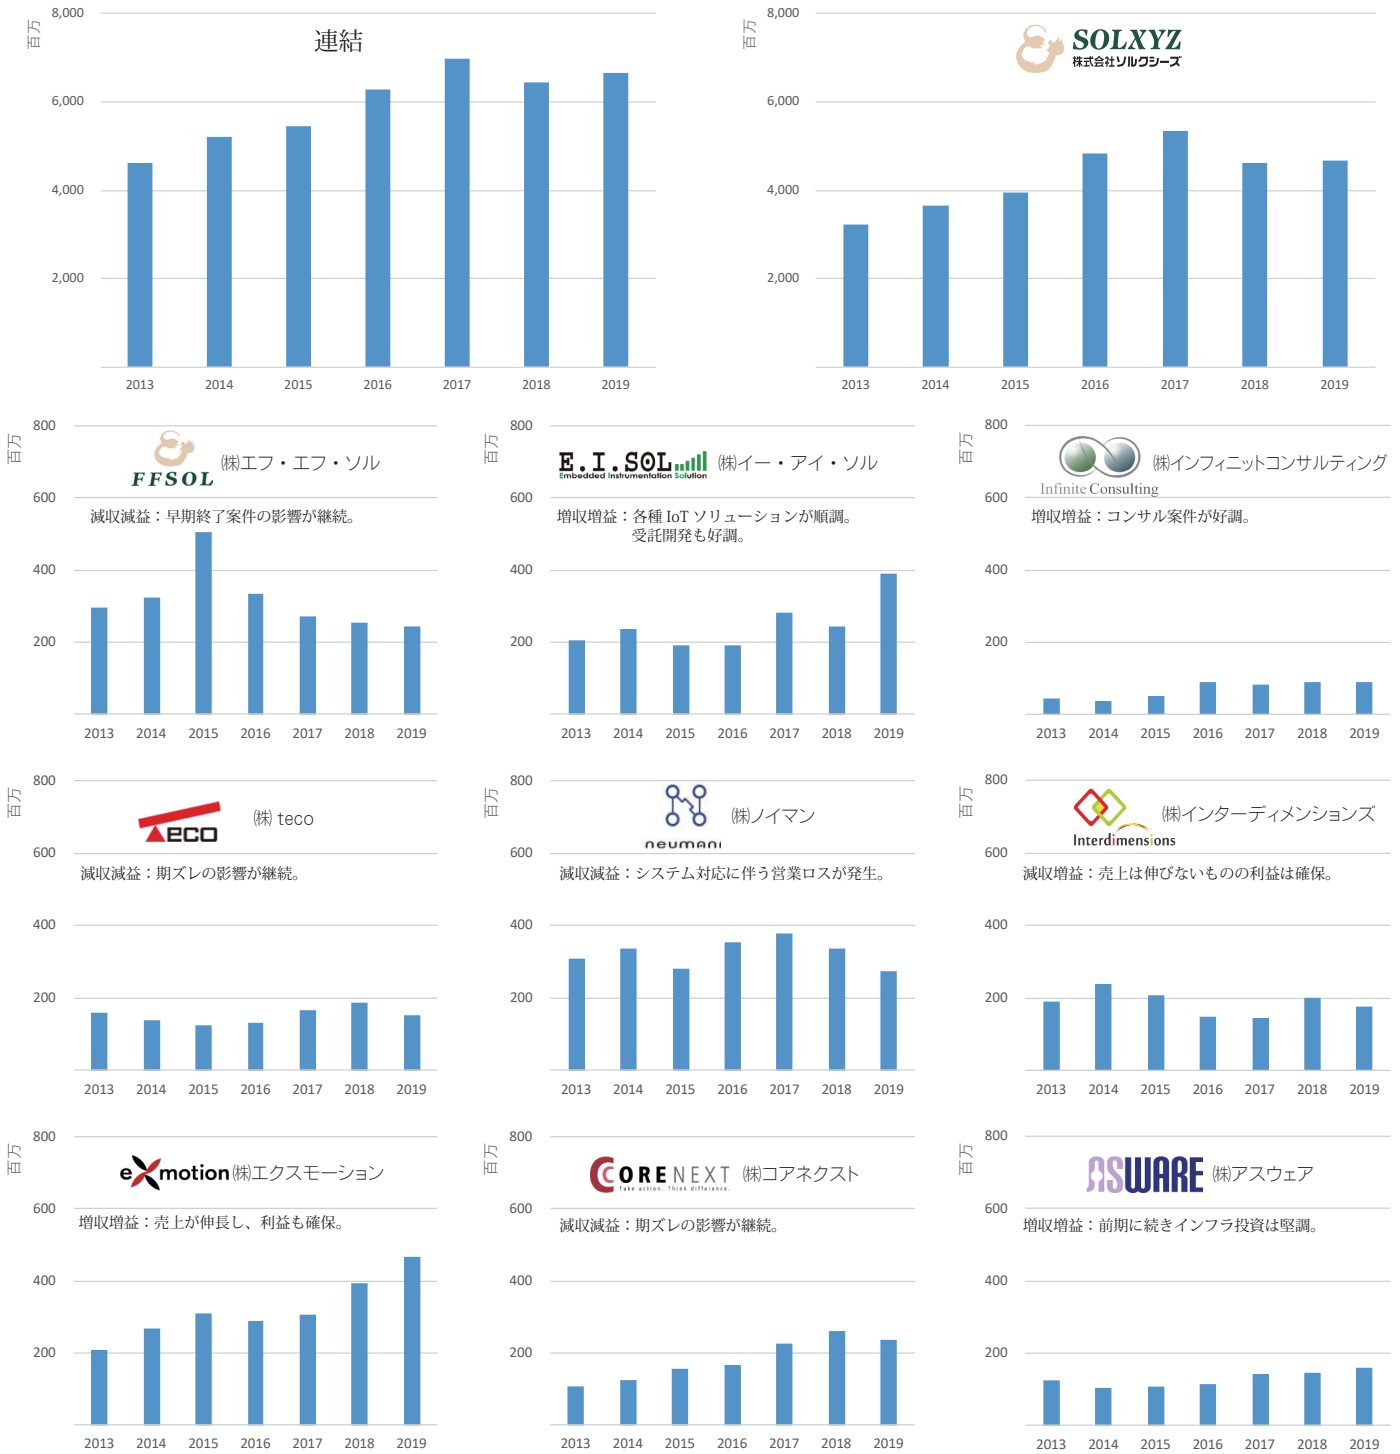 百万
8,000
6,000
4,000
2,000
連結
2013 2014 2015 2016 2017 2018 2019
百万
8,000
6,000
4,000
2,000
SOLXYZ
株式会社ソルクシーズ
2013 2014 2015 2016 2017 2018 2019
百万
800
600
400
200
FFSOL
㈱エフ・エフ・ソル
減収減益：早期終了案件の影響が継続。
2013 2014 2015 2016 2017 2018 2019
百万
800
600
400
200
E.I.SOL
Embedded Instrumentation Solution
㈱イー・アイ・ソル
増収増益：各種 IoT ソリューションが順調。
受託開発も好調。
2013 2014 2015 2016 2017 2018 2019
百万
800
600
400
200
Infinite Consulting
㈱インフィニットコンサルティング
増収増益：コンサル案件が好調。
2013 2014 2015 2016 2017 2018 2019
百万
800
600
400
200
TECO
㈱ teco
減収減益：期ズレの影響が継続。
2013 2014 2015 2016 2017 2018 2019
百万
800
600
400
200
NEUMANN
㈱ノイマン
減収減益：システム対応に伴う営業ロスが発生。
2013 2014 2015 2016 2017 2018 2019
百万
800
600
400
200
Interdimensions
㈱インターディメンションズ
減収増益：売上は伸びないものの利益は確保。
2013 2014 2015 2016 2017 2018 2019
百万
800
600
400
200
eXmotion
㈱エクスモーション
増収増益：売上が伸長し、利益も確保。
2013 2014 2015 2016 2017 2018 2019
百万
800
600
400
200
CORENEXT
Take action. Think difference.
㈱コアネクスト
減収減益：期ズレの影響が継続。
2013 2014 2015 2016 2017 2018 2019
百万
800
600
400
200
ASWARE
㈱アスウェア
増収増益：前期に続きインフラ投資は堅調。
2013 2014 2015 2016 2017 2018 2019